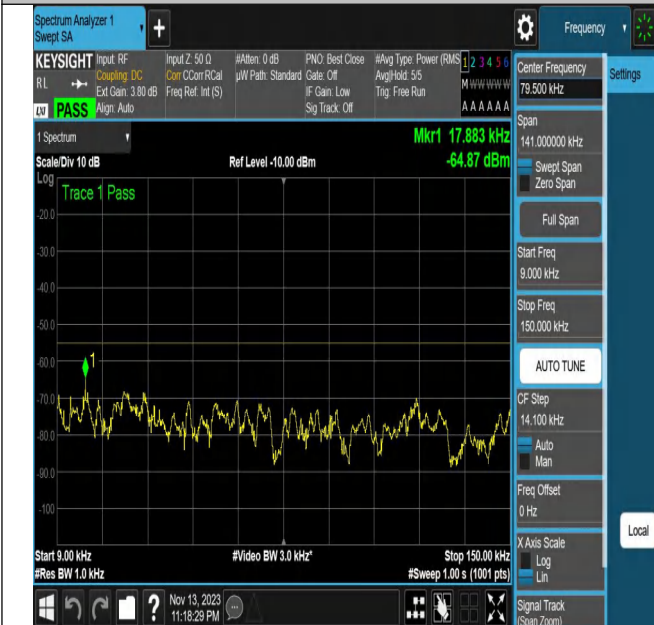 Spectrum Analyzer 1
Swept SA
+
Frequency
KEYSIGHT
RL
LXI
PASS
Input: RF
Coupling: DC
Ext Gain: 3.80 dB
Align: Auto
Input Z: 50 Ω
Corr CCorr RCal
Freq Ref: Int (S)
#Atten: 0 dB
µW Path: Standard
PNO: Best Close
Gate: Off
IF Gain: Low
Sig Track: Off
#Avg Type: Power (RMS
Avg|Hold: 5/5
Trig: Free Run
1 2 3 4 5 6
M W W W W W
A A A A A A
1 Spectrum
Scale/Div 10 dB
Log
Ref Level -10.00 dBm
Mkr1 17.883 kHz
-64.87 dBm
Trace 1 Pass
1
-20.0
-30.0
-40.0
-50.0
-60.0
-70.0
-80.0
-90.0
-100
Start 9.00 kHz
#Res BW 1.0 kHz
#Video BW 3.0 kHz*
Stop 150.00 kHz
#Sweep 1.00 s (1001 pts)
?
Nov 13, 2023
11:18:29 PM
Center Frequency
79.500 kHz
Span
141.000000 kHz
Swept Span
Zero Span
Full Span
Start Freq
9.000 kHz
Stop Freq
150.000 kHz
AUTO TUNE
CF Step
14.100 kHz
Auto
Man
Freq Offset
0 Hz
X Axis Scale
Log
Lin
Signal Track
(Span Zoom)
Settings
Local